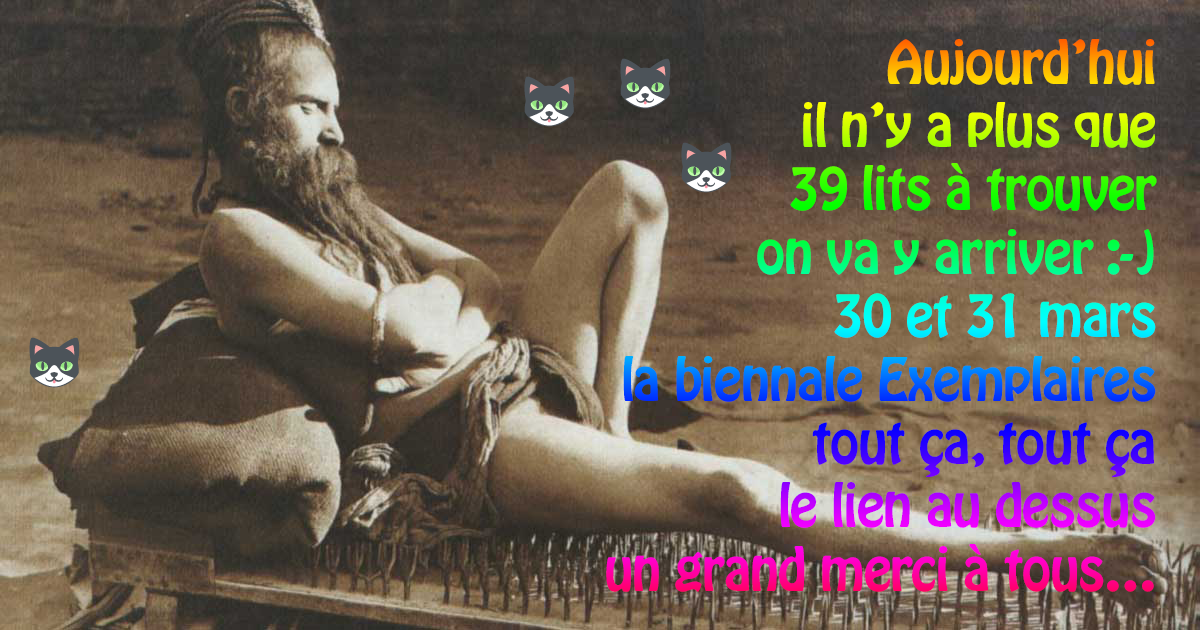 Aujourd’hui
il n’y a plus que
39 lits à trouver
on va y arriver :-)
30 et 31 mars
la biennale Exemplaires
tout ça, tout ça
le lien au dessus
un grand merci à tous...